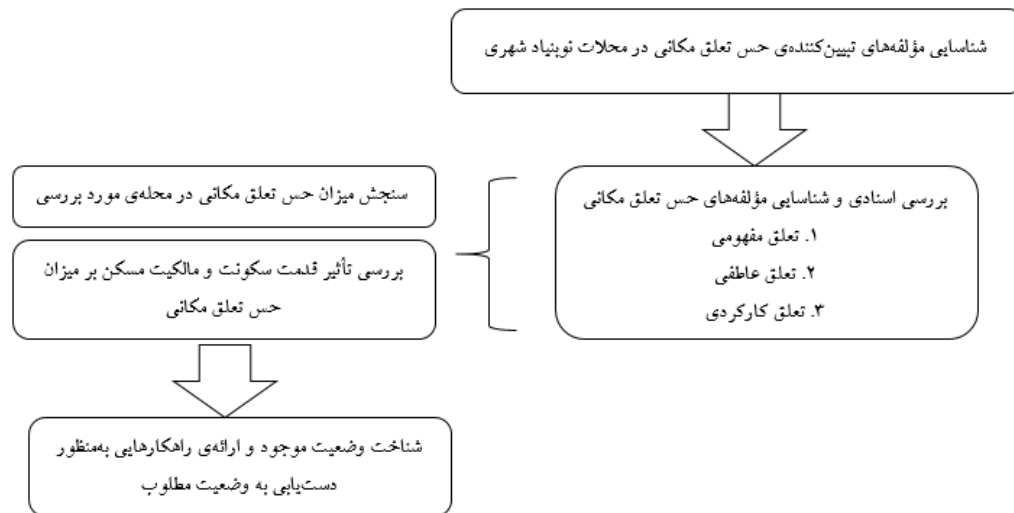 شناسایی مؤلفه‌های تبیین‌کننده‌ی حس تعلق مکانی در محلات نوبنیاد شهری
بررسی اسنادی و شناسایی مؤلفه‌های حس تعلق مکانی
۱. تعلق مفهومی
۲. تعلق عاطفی
۳. تعلق کارکردی
سنجش میزان حس تعلق مکانی در محله‌ی مورد بررسی
بررسی تأثیر قدمت سکونت و مالکیت مسکن بر میزان
حس تعلق مکانی
شناخت وضعیت موجود و ارائه‌ی راهکارهایی به‌منظور
دست‌یابی به وضعیت مطلوب